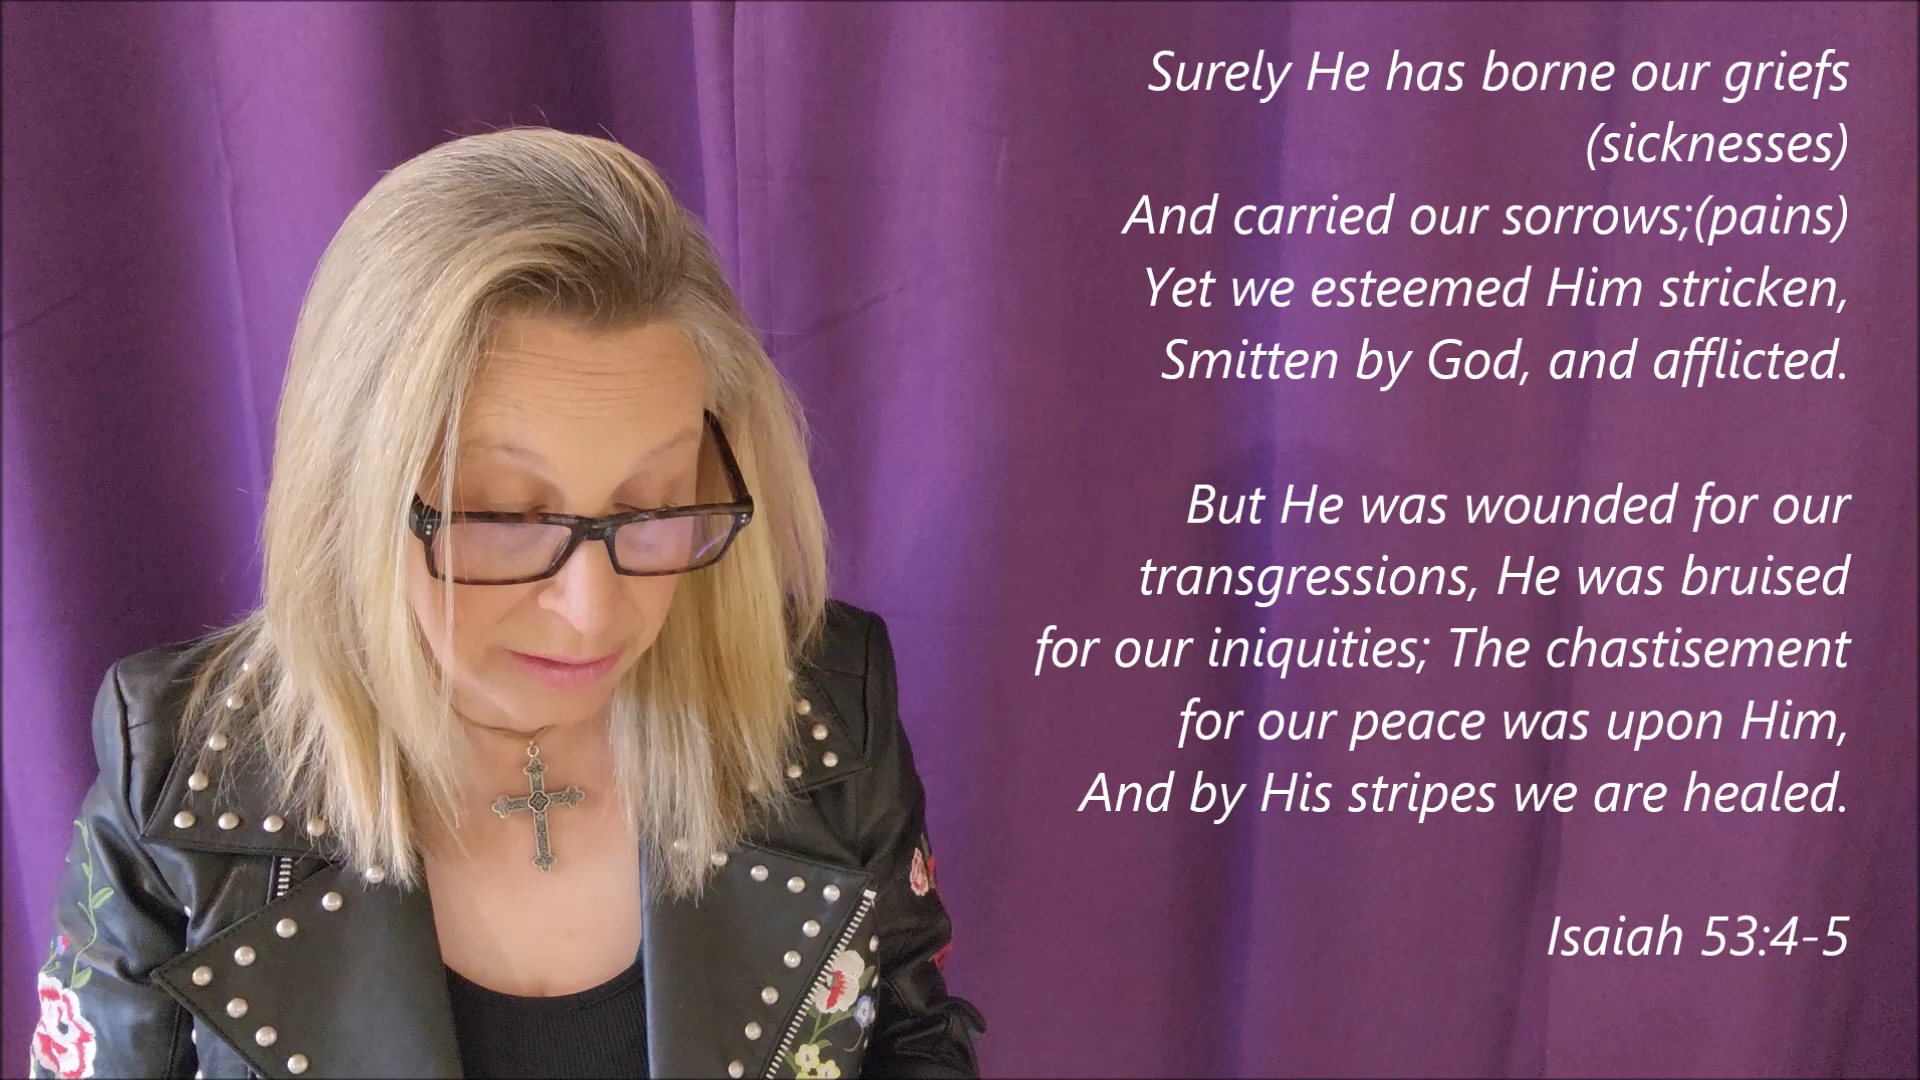 Surely He has borne our griefs
(sicknesses)
And carried our sorrows;(pains)
Yet we esteemed Him stricken,
Smitten by God, and afflicted.
But He was wounded for our
transgressions, He was bruised
for our iniquities; The chastisement
for our peace was upon Him,
And by His stripes we are healed.
Isaiah 53:4-5